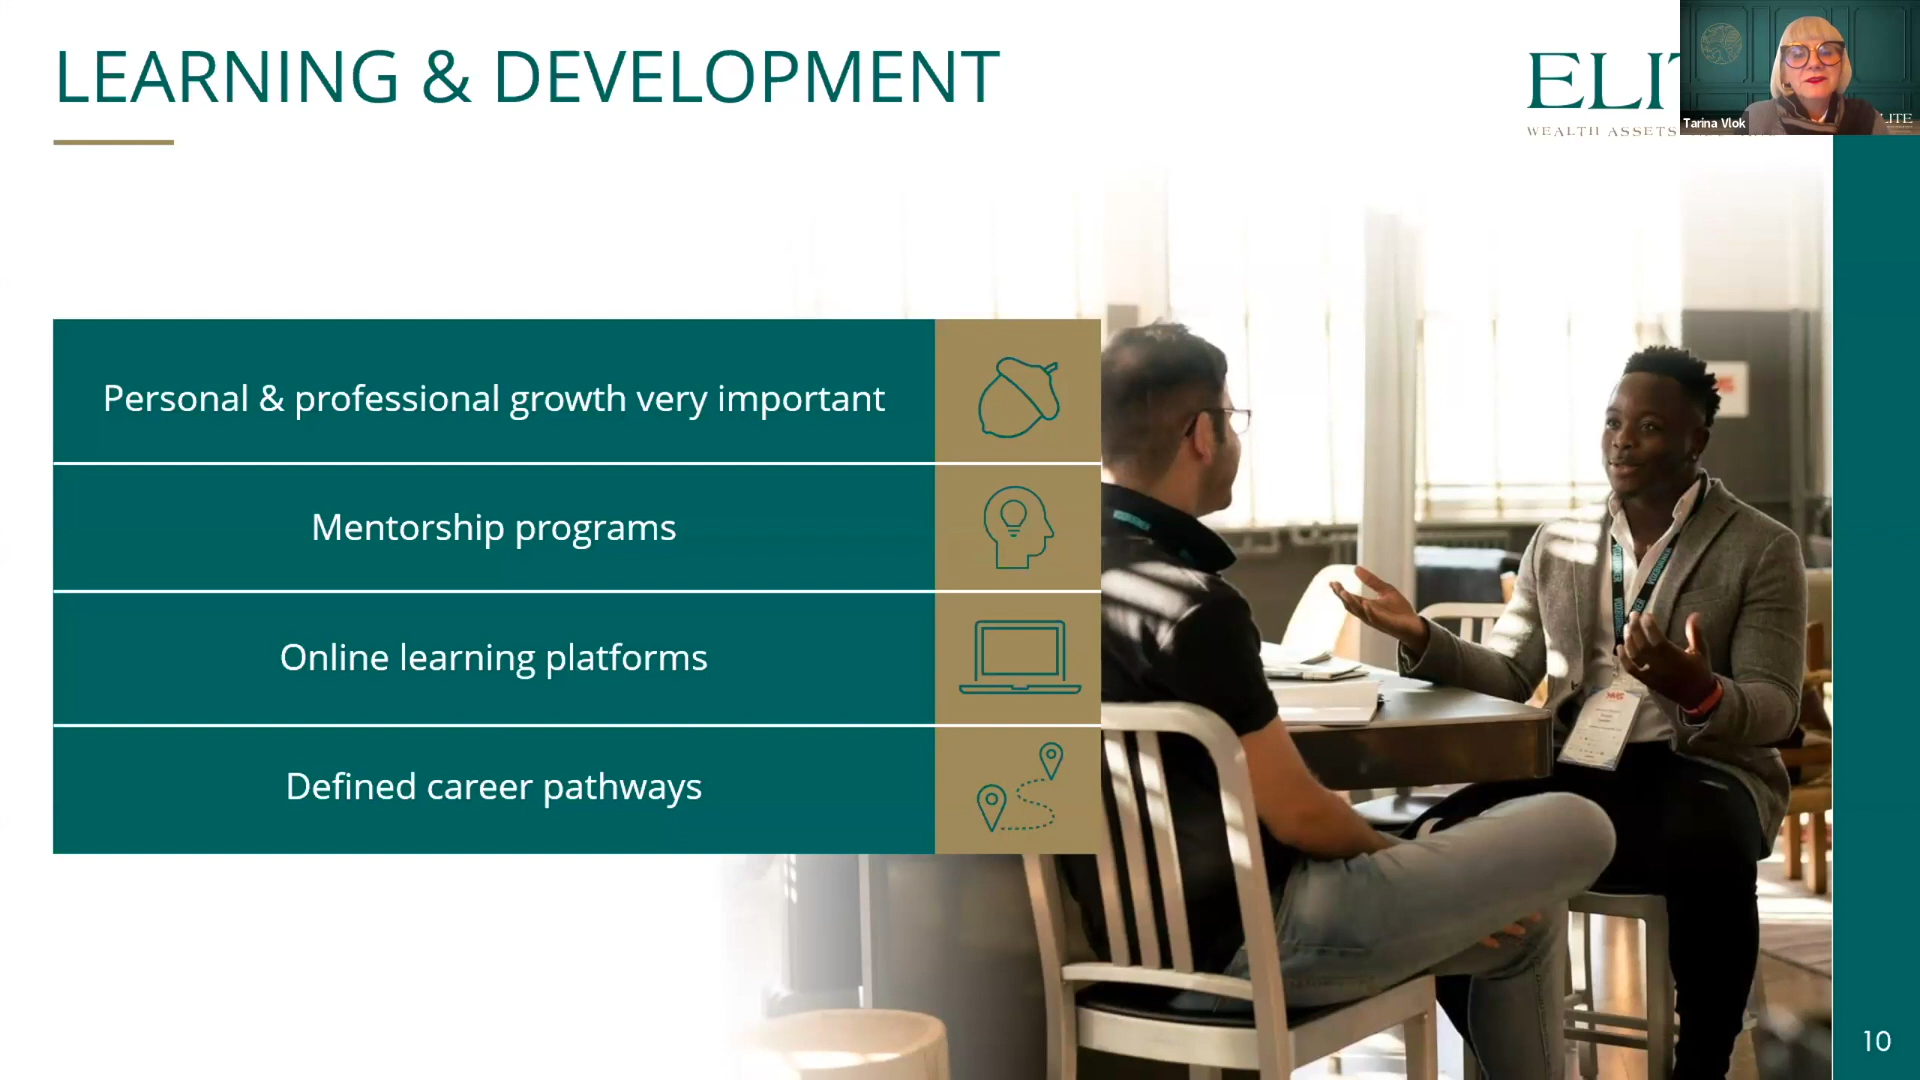 LEARNING & DEVELOPMENT
WEALTH ASSETS
Tarina Vlok
Personal & professional growth very important
Mentorship programs
Online learning platforms
Defined career pathways
10